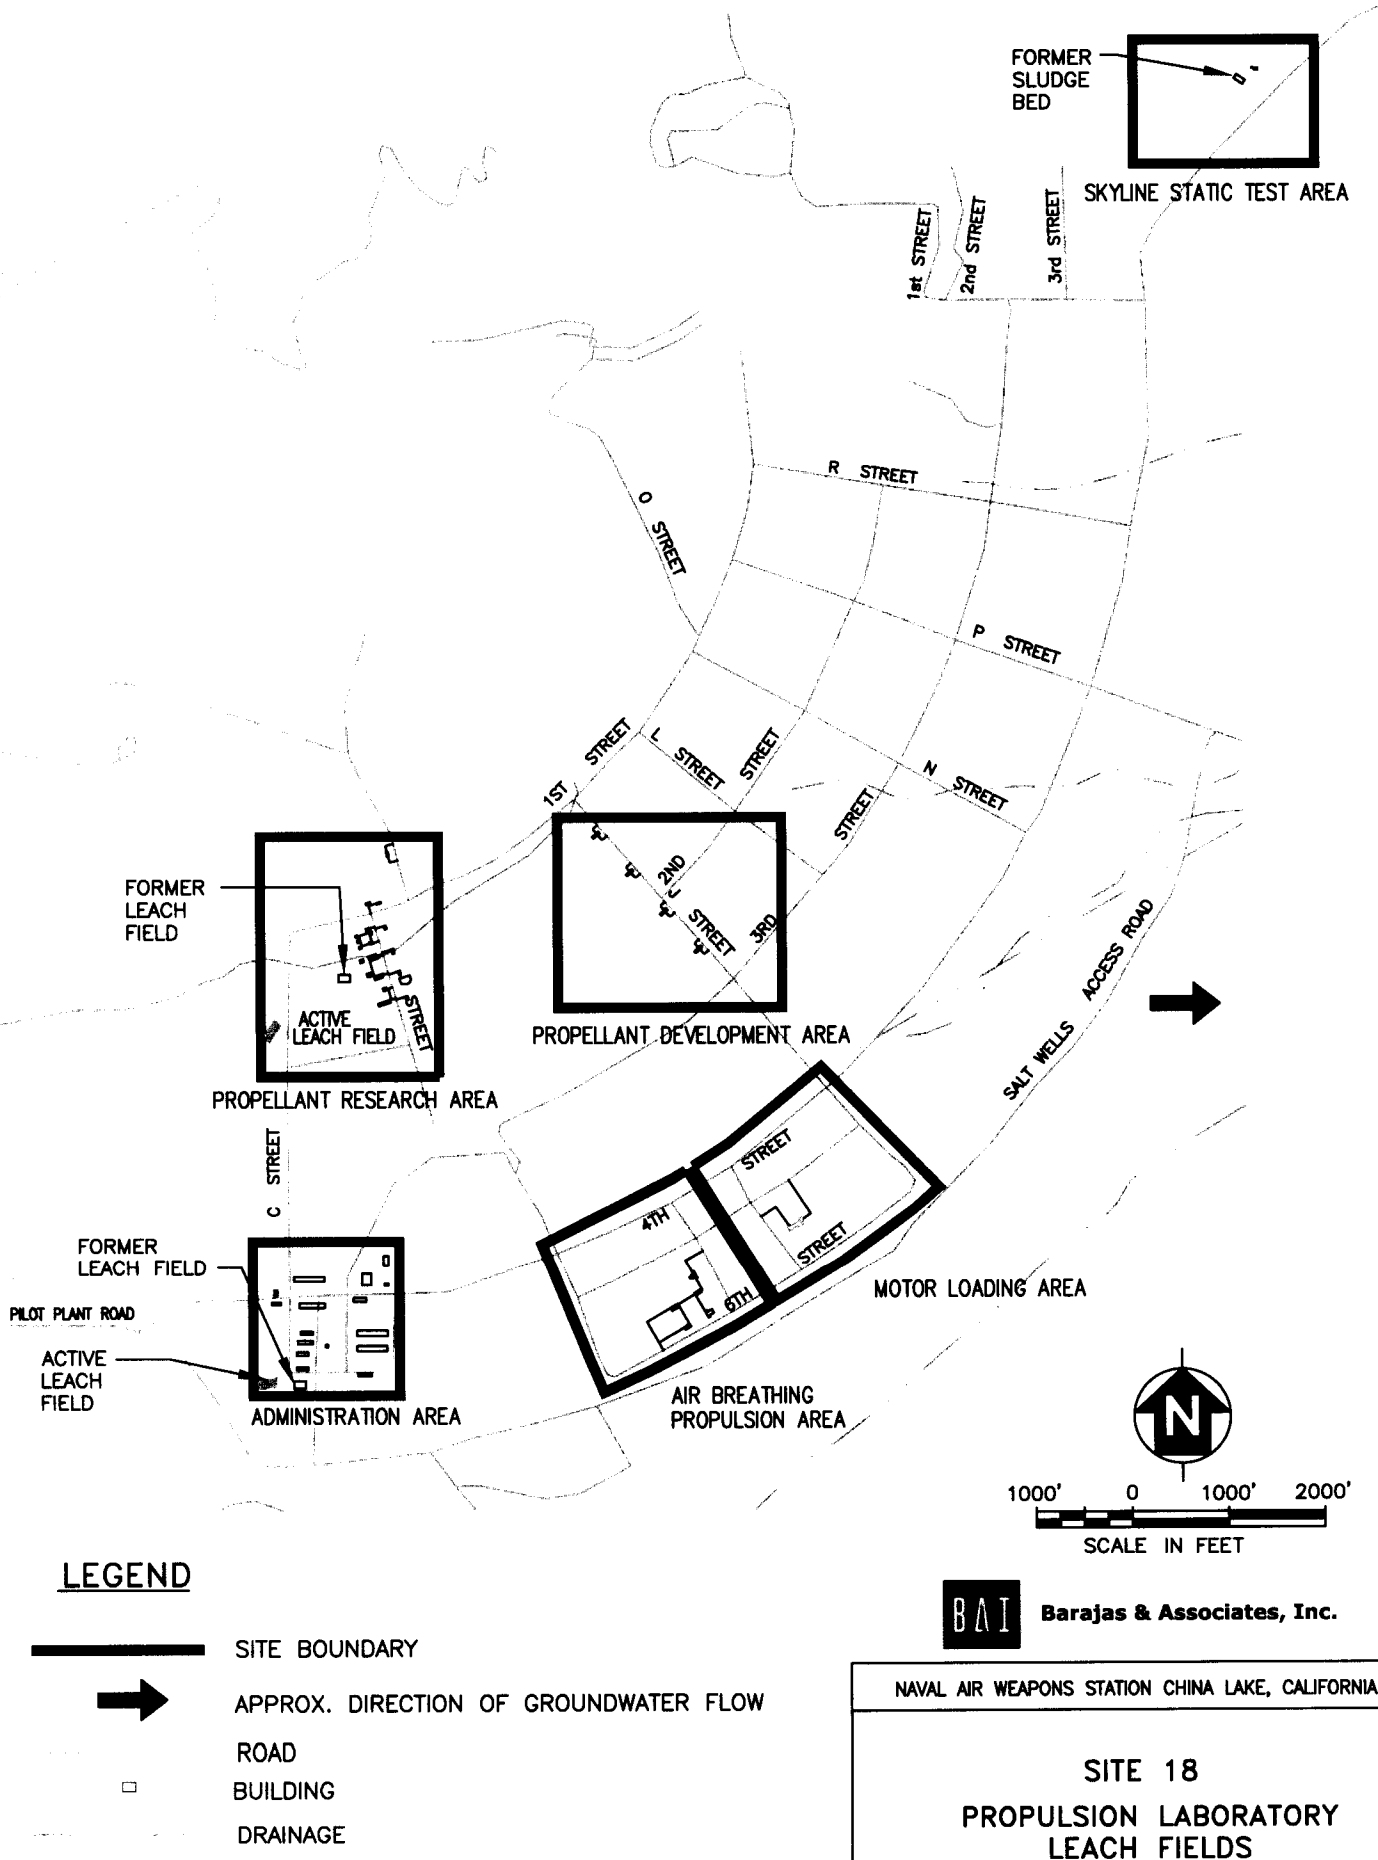 FORMER
SLUDGE
BED
SKYLINE STATIC TEST AREA
1st STREET
2nd STREET
3rd STREET
R STREET
O STREET
P STREET
1ST STREET
L STREET
2ND STREET
N STREET
3RD STREET
J STREET
FORMER
LEACH
FIELD
ACTIVE
LEACH FIELD
D STREET
PROPELLANT RESEARCH AREA
PROPELLANT DEVELOPMENT AREA
SALT WELLS ACCESS ROAD
C STREET
4TH STREET
6TH STREET
MOTOR LOADING AREA
FORMER
LEACH FIELD
PILOT PLANT ROAD
ACTIVE
LEACH
FIELD
ADMINISTRATION AREA
AIR BREATHING
PROPULSION AREA
N
1000' 0 1000' 2000'
SCALE IN FEET
LEGEND
SITE BOUNDARY
APPROX. DIRECTION OF GROUNDWATER FLOW
ROAD
BUILDING
DRAINAGE
BAI Barajas & Associates, Inc.
NAVAL AIR WEAPONS STATION CHINA LAKE, CALIFORNIA
SITE 18
PROPULSION LABORATORY
LEACH FIELDS